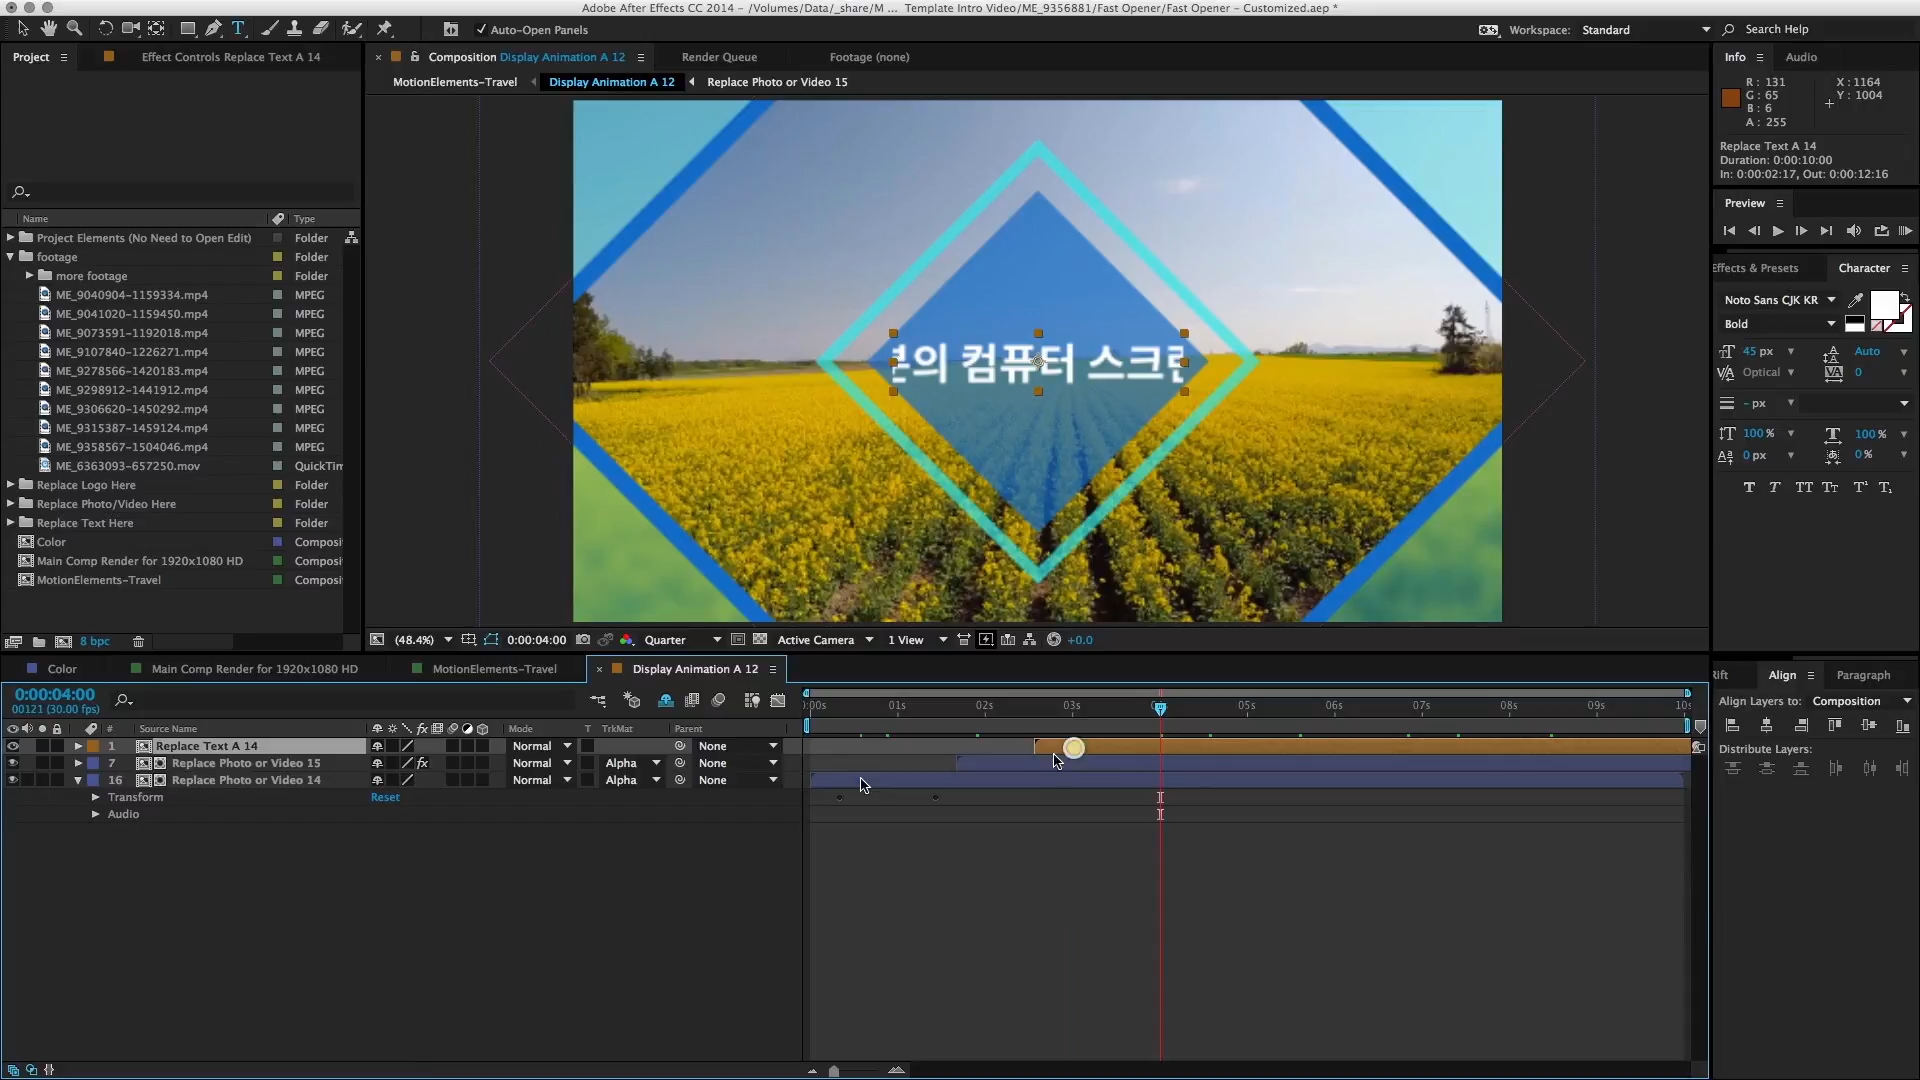 Adobe After Effects CC 2014 - /Volumes/Data/_share/M ... Template Intro Video/ME_9356881/Fast Opener/Fast Opener - Customized.aep *
Auto-Open Panels
Workspace: Standard
Search Help
Project
Effect Controls Replace Text A 14
Composition Display Animation A 12
Render Queue
Footage (none)
Info
Audio
MotionElements-Travel
Display Animation A 12
Replace Photo or Video 15
R : 131
G : 65
B : 6
A : 255
X : 1164
Y : 1004
Replace Text A 14
Duration: 0:00:10:00
In: 0:00:02:17, Out: 0:00:12:16
Preview
Effects & Presets
Character
Noto Sans CJK KR
Bold
45 px
Auto
Optical
0
- px
100 %
100 %
0 px
0 %
T T TT Tr T¹ T₁
Name
Type
Project Elements (No Need to Open Edit)
Folder
footage
Folder
more footage
Folder
ME_9040904-1159334.mp4
MPEG
ME_9041020-1159450.mp4
MPEG
ME_9073591-1192018.mp4
MPEG
ME_9107840-1226271.mp4
MPEG
ME_9278566-1420183.mp4
MPEG
ME_9298912-1441912.mp4
MPEG
ME_9306620-1450292.mp4
MPEG
ME_9315387-1459124.mp4
MPEG
ME_9358567-1504046.mp4
MPEG
ME_6363093-657250.mov
QuickTim
Replace Logo Here
Folder
Replace Photo/Video Here
Folder
Replace Text Here
Folder
Color
Composi
Main Comp Render for 1920x1080 HD
Composi
MotionElements-Travel
Composi
8 bpc
의 컴퓨터 스크
(48.4%)
0:00:04:00
Quarter
Active Camera
1 View
+0.0
Color
Main Comp Render for 1920x1080 HD
MotionElements-Travel
Display Animation A 12
Align
Paragraph
0:00:04:00
00121 (30.00 fps)
):00s
01s
02s
03s
05s
06s
07s
08s
09s
10s
Align Layers to: Composition
Distribute Layers:
#
Source Name
Mode
T
TrkMat
Parent
1
Replace Text A 14
Normal
None
7
Replace Photo or Video 15
Normal
Alpha
None
16
Replace Photo or Video 14
Normal
Alpha
None
Transform
Reset
Audio